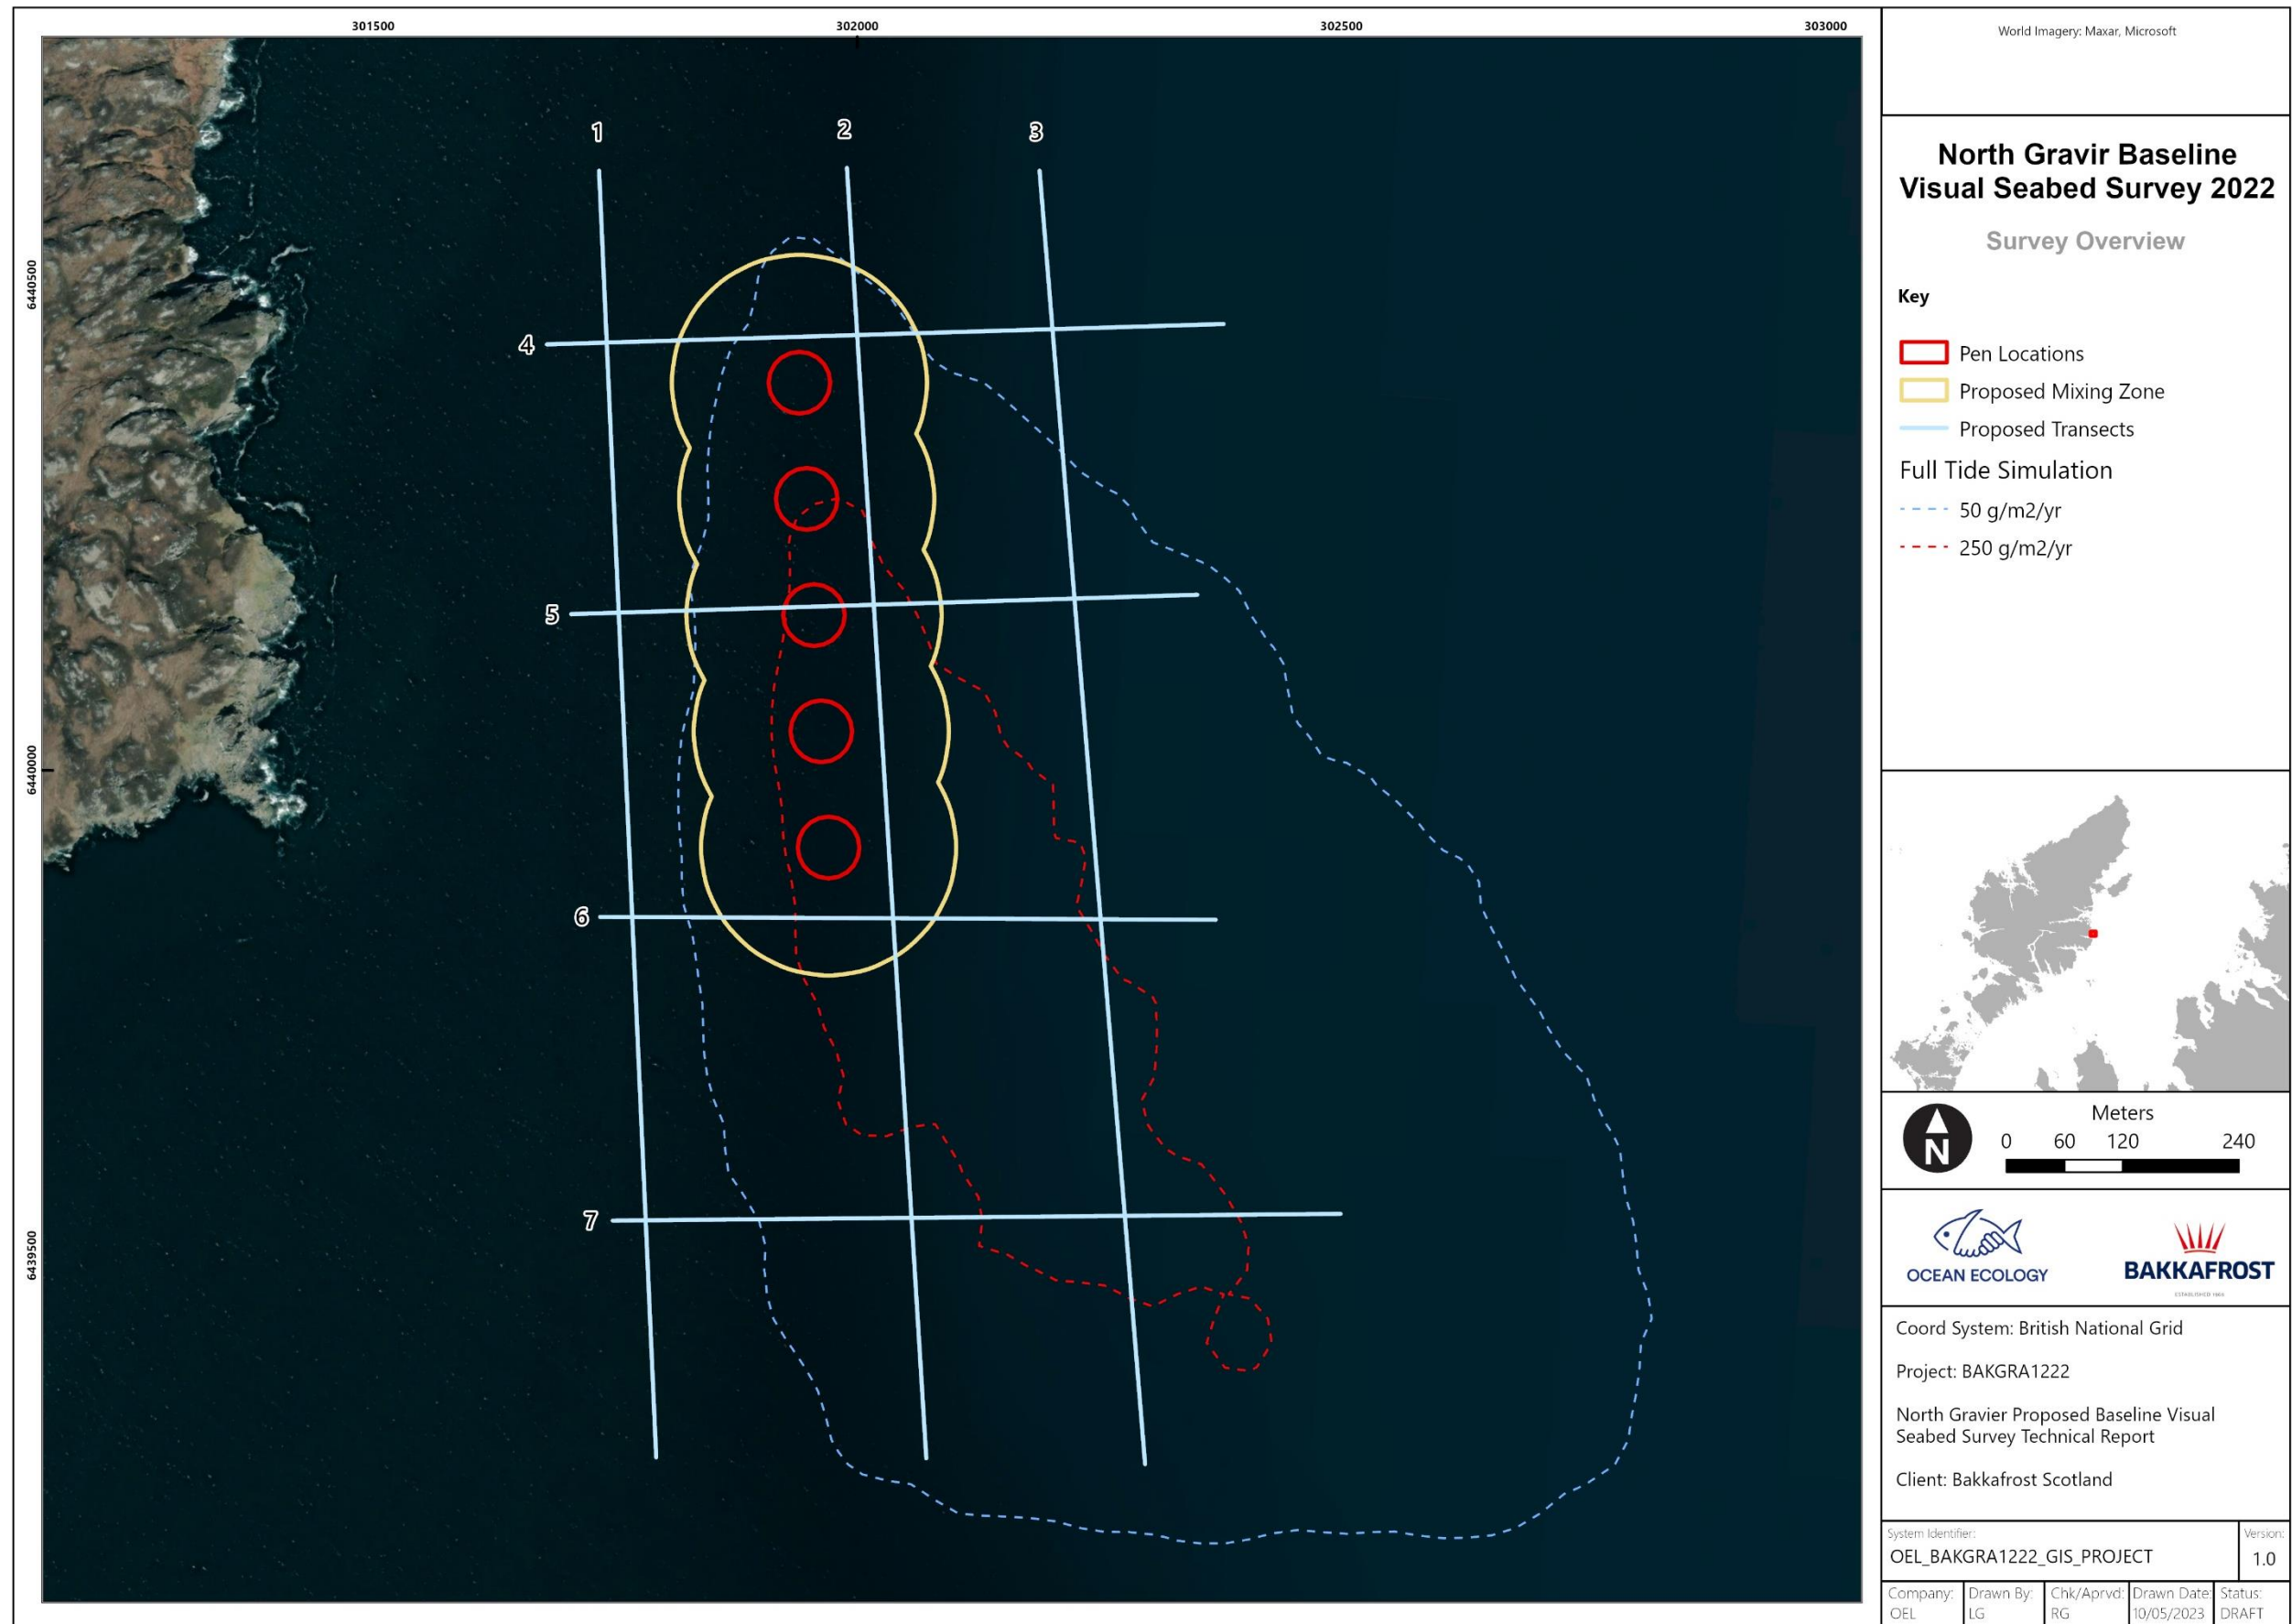 301500
302000
302500
303000
6440500
6440000
6439500
1
2
3
4
5
6
7
World Imagery: Maxar, Microsoft
North Gravir Baseline
Visual Seabed Survey 2022
Survey Overview
Key
Pen Locations
Proposed Mixing Zone
Proposed Transects
Full Tide Simulation
50 g/m2/yr
250 g/m2/yr
N
Meters
0 60 120 240
OCEAN ECOLOGY
BAKKAFROST
ESTABLISHED 1968
Coord System: British National Grid
Project: BAKGRA1222
North Gravier Proposed Baseline Visual
Seabed Survey Technical Report
Client: Bakkafrost Scotland
System Identifier:
OEL_BAKGRA1222_GIS_PROJECT
Version:
1.0
Company:
OEL
Drawn By:
LG
Chk/Aprvd:
RG
Drawn Date:
10/05/2023
Status:
DRAFT